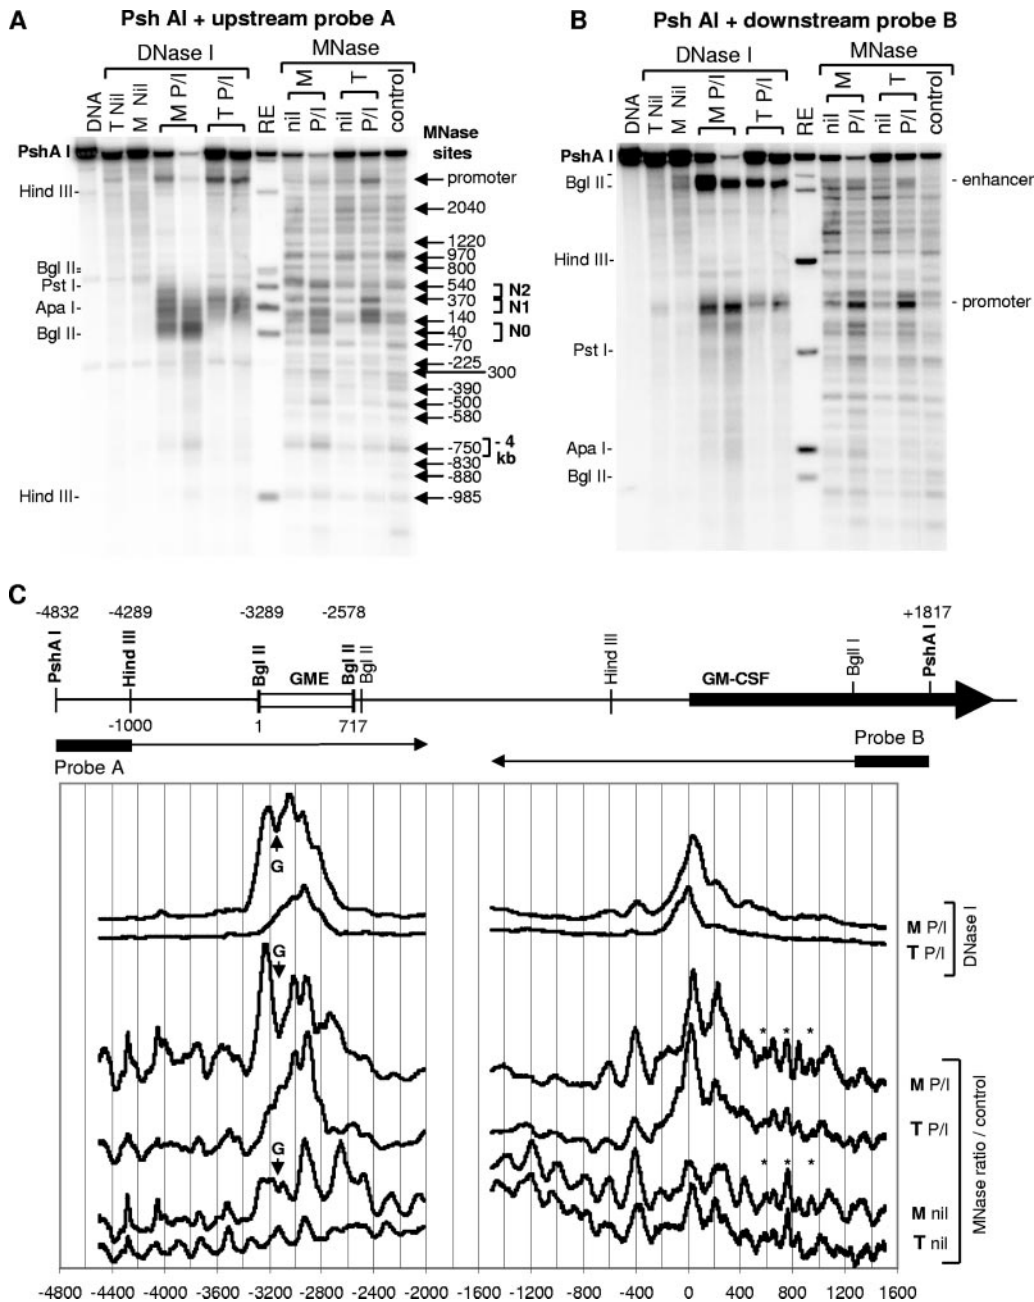 A
Psh AI + upstream probe A
DNase I
MNase
M
T
DNA
T Nil
M Nil
M P/I
T P/I
RE
nil
P/I
nil
P/I
control
MNase
sites
PshA I
Hind III-
Bgl II=
Pst I-
Apa I-
Bgl II-
Hind III-
promoter
2040
1220
970
800
540
370
140
40
-70
-225
300
-390
-500
-580
-750
-830
-880
-985
N2
N1
N0
- 4
kb
B
Psh AI + downstream probe B
DNase I
MNase
M
T
DNA
T Nil
M Nil
M P/I
T P/I
RE
nil
P/I
nil
P/I
control
PshA I
Bgl II
Hind III-
Pst I-
Apa I-
Bgl II-
- enhancer
- promoter
C
-4832
-4289
-3289
-2578
+1817
PshA I
Hind III
Bgl II
GME
Bgl II
Bgl II
Hind III
GM-CSF
Bgll I
PshA I
-1000
1
717
Probe A
Probe B
G
M P/I
T P/I
DNase I
G
* * *
M P/I
T P/I
G
* * *
M nil
T nil
MNase ratio / control
-4800 -4400 -4000 -3600 -3200 -2800 -2400 -2000 -1600 -1200 -800 -400 0 400 800 1200 1600